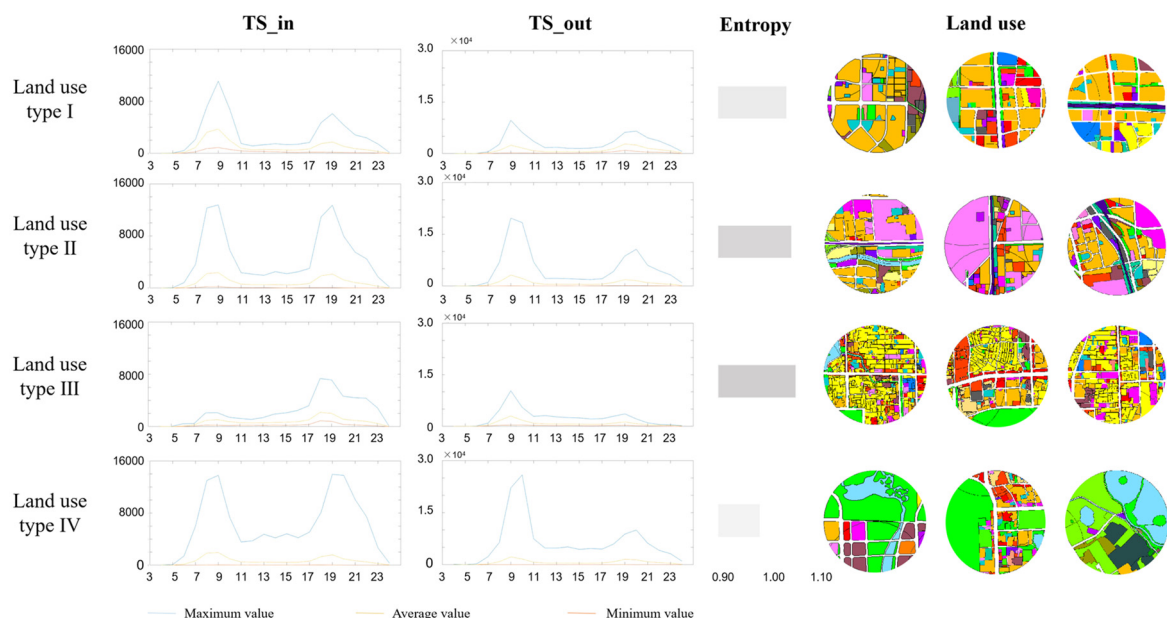 TS_in TS_out Entropy Land use
Land use
type I
16000
8000
0
3 5 7 9 11 13 15 17 19 21 23
×10⁴
3.0
1.5
0
3 5 7 9 11 13 15 17 19 21 23
Land use
type II
16000
8000
0
3 5 7 9 11 13 15 17 19 21 23
×10⁴
3.0
1.5
0
3 5 7 9 11 13 15 17 19 21 23
Land use
type III
16000
8000
0
3 5 7 9 11 13 15 17 19 21 23
×10⁴
3.0
1.5
0
3 5 7 9 11 13 15 17 19 21 23
Land use
type IV
16000
8000
0
3 5 7 9 11 13 15 17 19 21 23
×10⁴
3.0
1.5
0
3 5 7 9 11 13 15 17 19 21 23
0.90 1.00 1.10
Maximum value Average value Minimum value